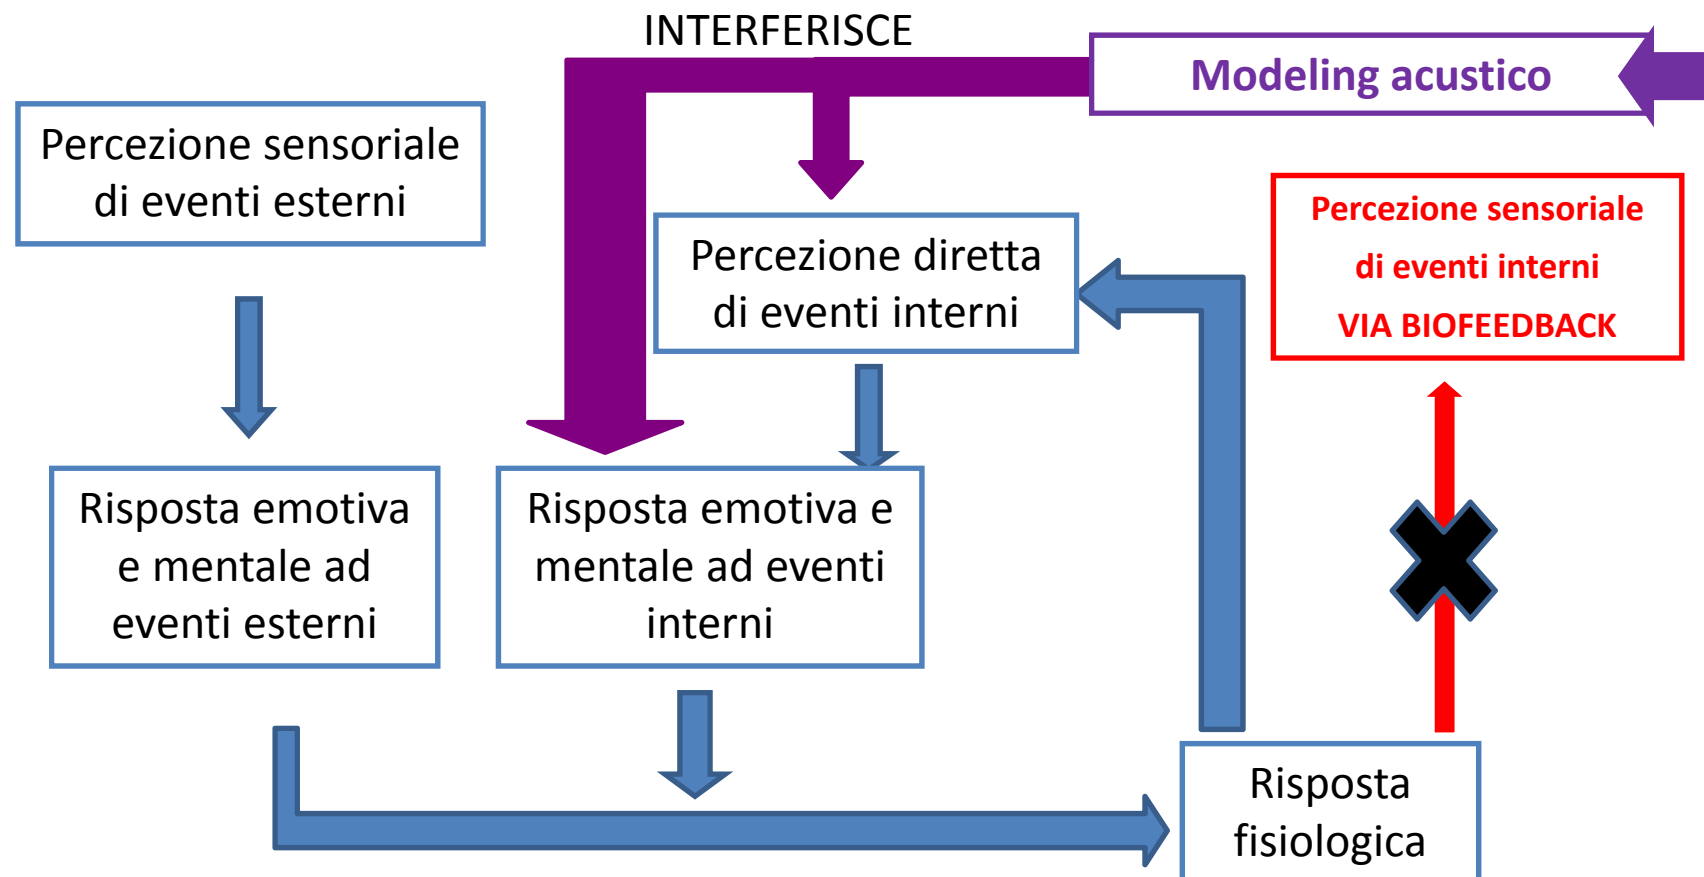 INTERFERISCE
Modeling acustico
Percezione sensoriale
di eventi esterni
Percezione diretta
di eventi interni
Percezione sensoriale
di eventi interni
VIA BIOFEEDBACK
Risposta emotiva
e mentale ad
eventi esterni
Risposta emotiva e
mentale ad eventi
interni
Risposta
fisiologica